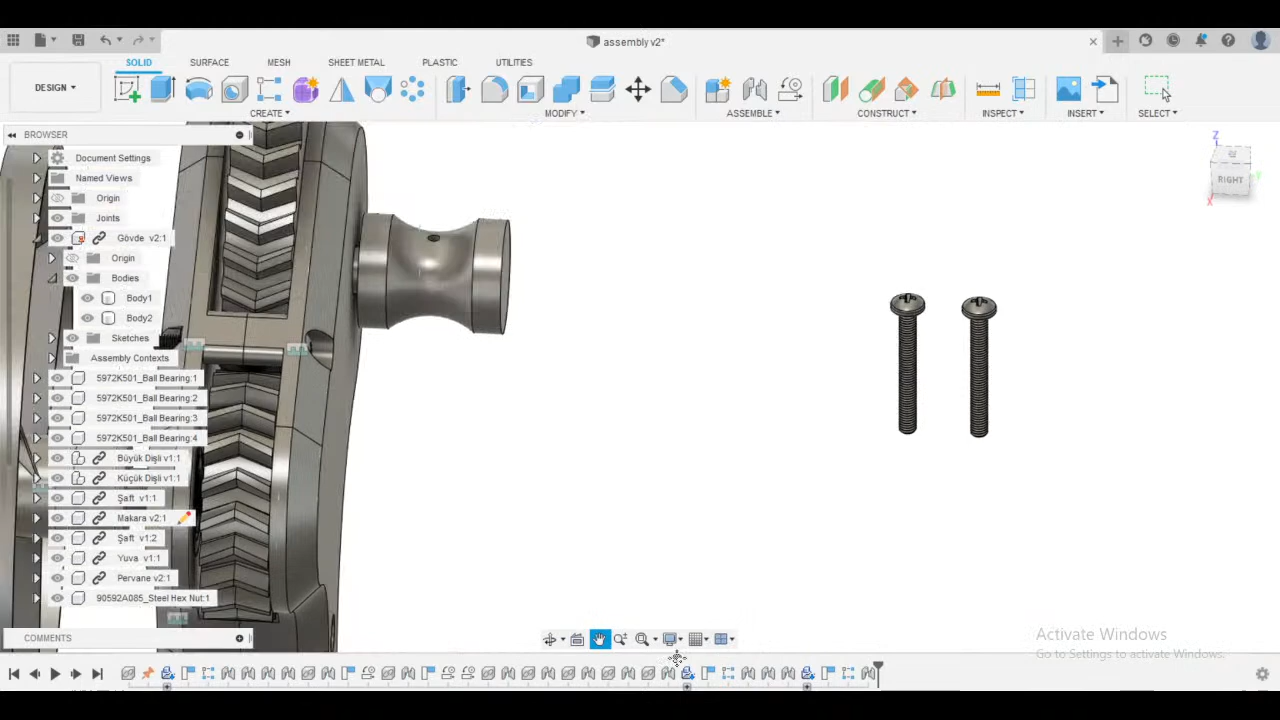 assembly v2*
SOLID SURFACE MESH SHEET METAL PLASTIC UTILITIES
DESIGN
CREATE MODIFY ASSEMBLE CONSTRUCT INSPECT INSERT SELECT
BROWSER
Document Settings
Named Views
Origin
Joints
Gövde v2:1
Origin
Bodies
Body1
Body2
Sketches
Assembly Contexts
5972K501_Ball Bearing:1
5972K501_Ball Bearing:2
5972K501_Ball Bearing:3
5972K501_Ball Bearing:4
Büyük Dişli v1:1
Küçük Dişli v1:1
Şaft v1:1
Makara v2:1
Şaft v1:2
Yuva v1:1
Pervane v2:1
90592A085_Steel Hex Nut:1
COMMENTS
Z
RIGHT
X
Y
Activate Windows
Go to Settings to activate Windows.